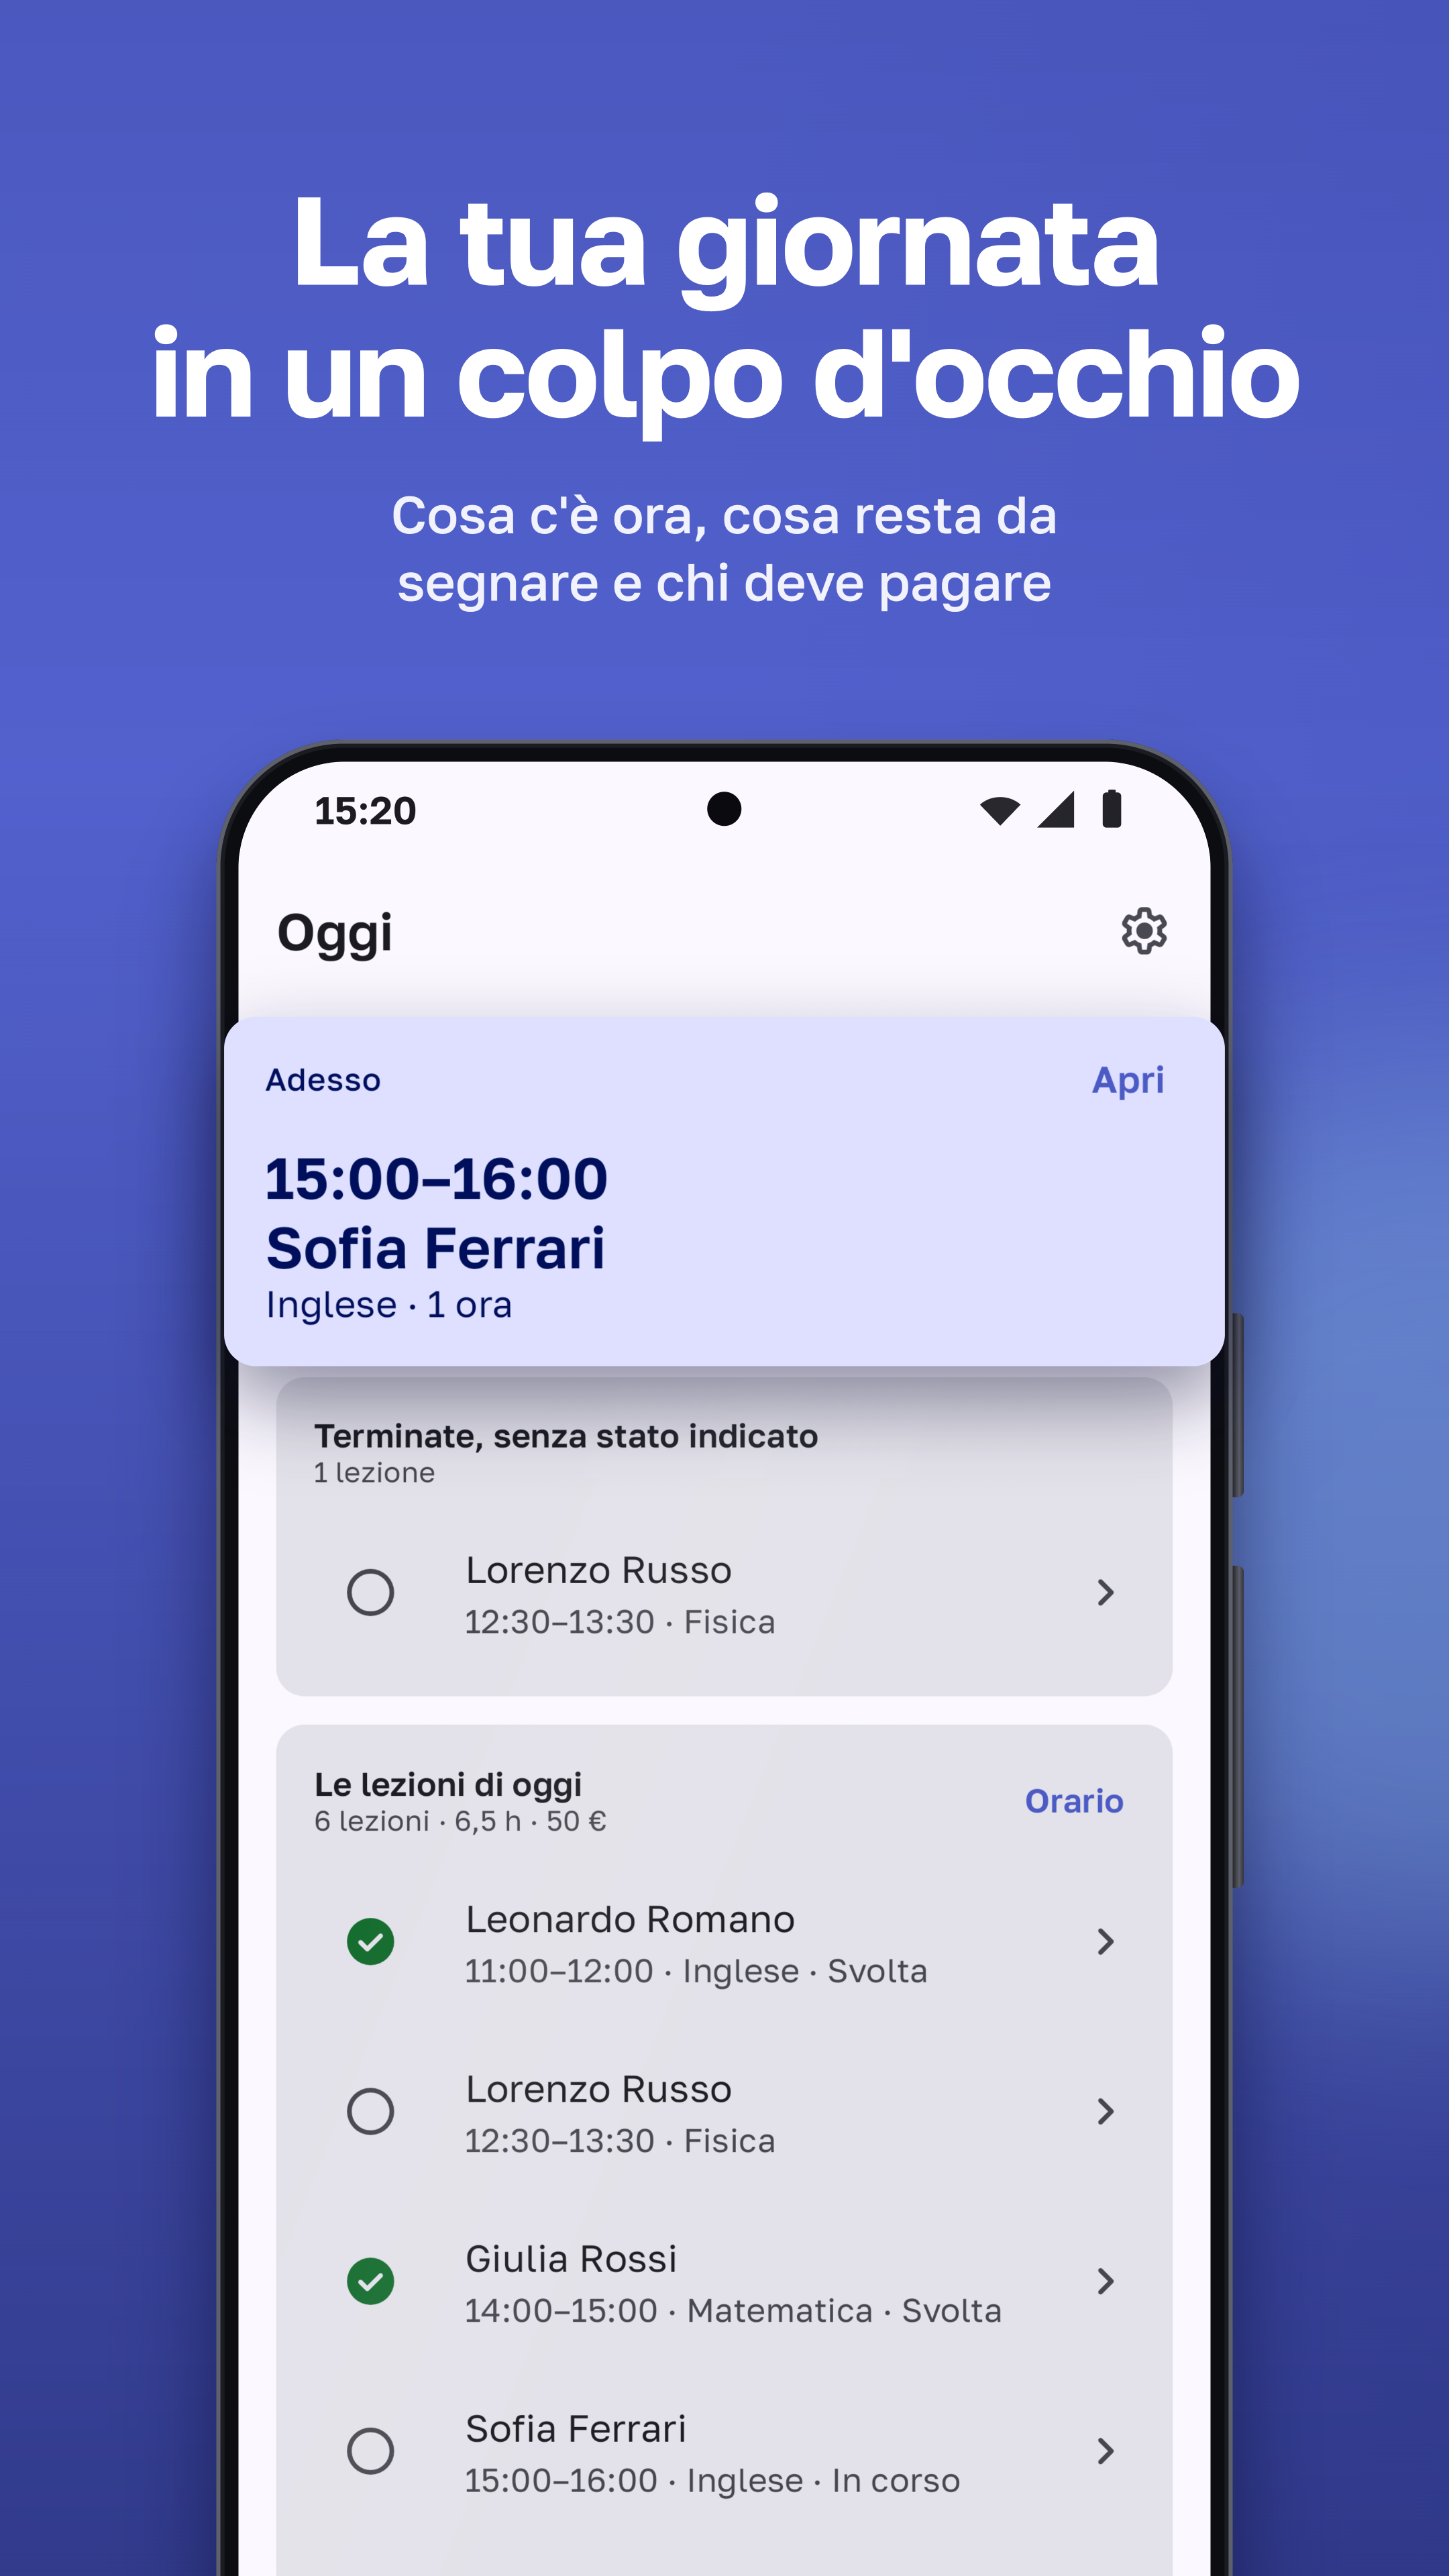 La tua giornata
in un colpo d'occhio
Cosa c'è ora, cosa resta da
segnare e chi deve pagare
15:20
Oggi
Adesso
Apri
15:00–16:00
Sofia Ferrari
Inglese · 1 ora
Terminate, senza stato indicato
1 lezione
Lorenzo Russo
12:30–13:30 · Fisica
Le lezioni di oggi
6 lezioni · 6,5 h · 50 €
Orario
Leonardo Romano
11:00–12:00 · Inglese · Svolta
Lorenzo Russo
12:30–13:30 · Fisica
Giulia Rossi
14:00–15:00 · Matematica · Svolta
Sofia Ferrari
15:00–16:00 · Inglese · In corso